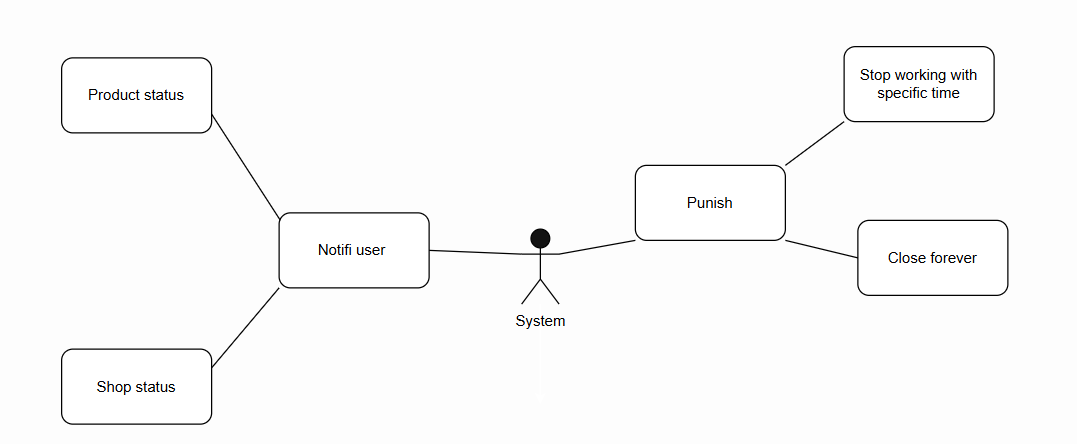 Product status
Stop working with
specific time
Punish
Notifi user
Close forever
System
Shop status